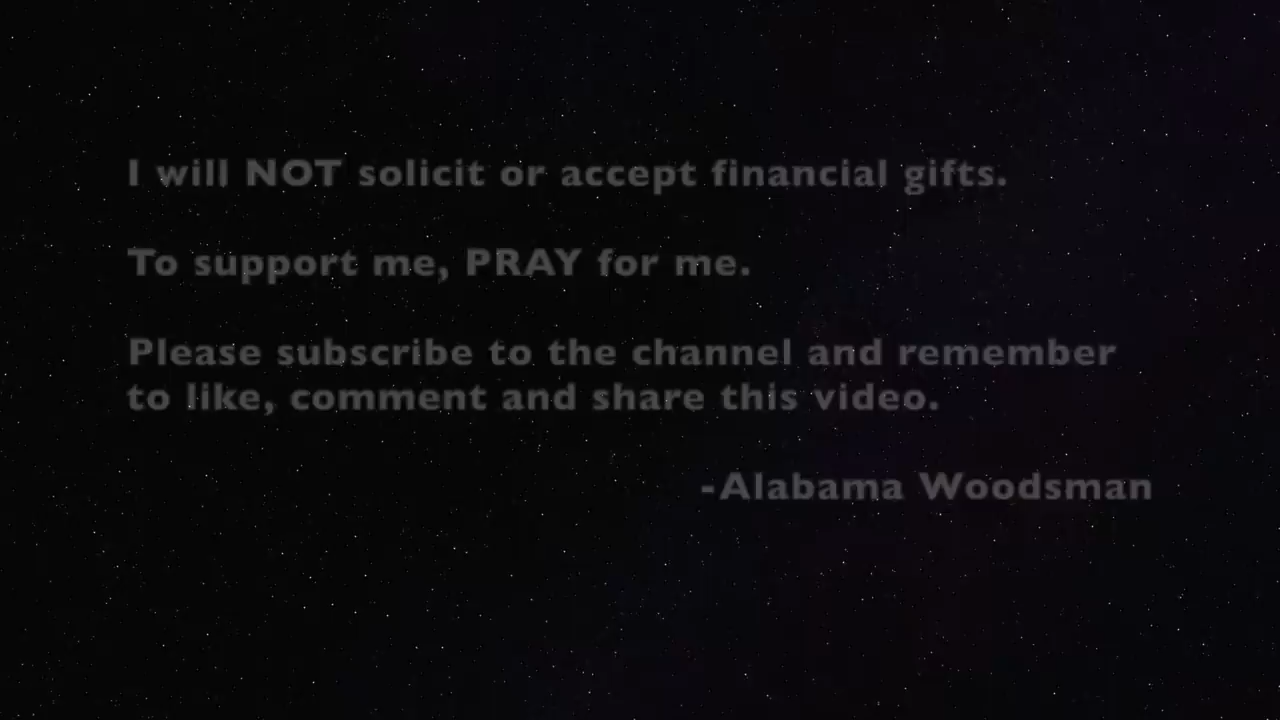 I will NOT solicit or accept financial gifts.
To support me, PRAY for me.
Please subscribe to the channel and remember
to like, comment and share this video.
-Alabama Woodsman